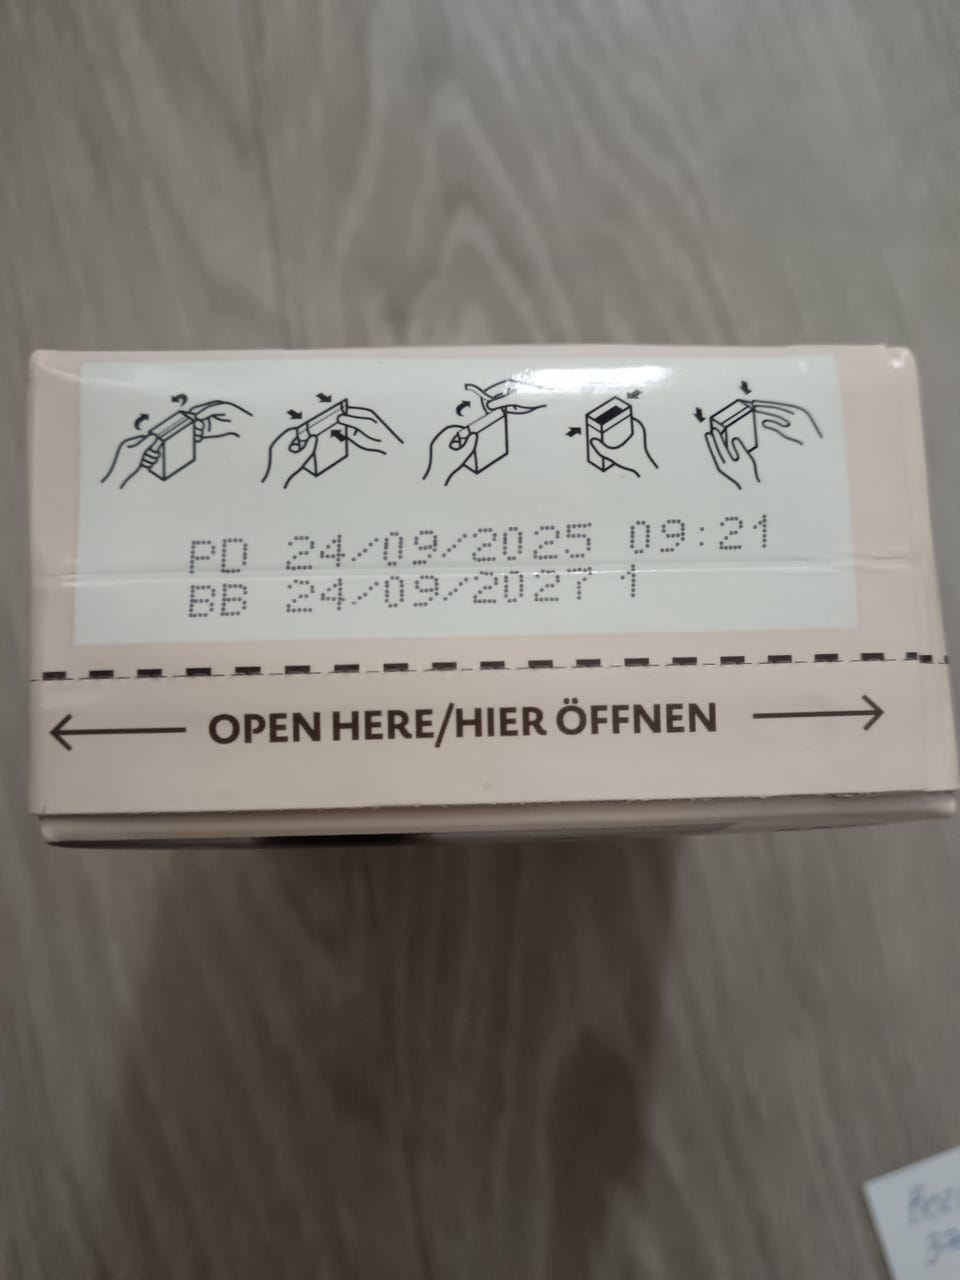 PD 24/09/2025 09:21
BB 24/09/2027 1
OPEN HERE/HIER ÖFFNEN